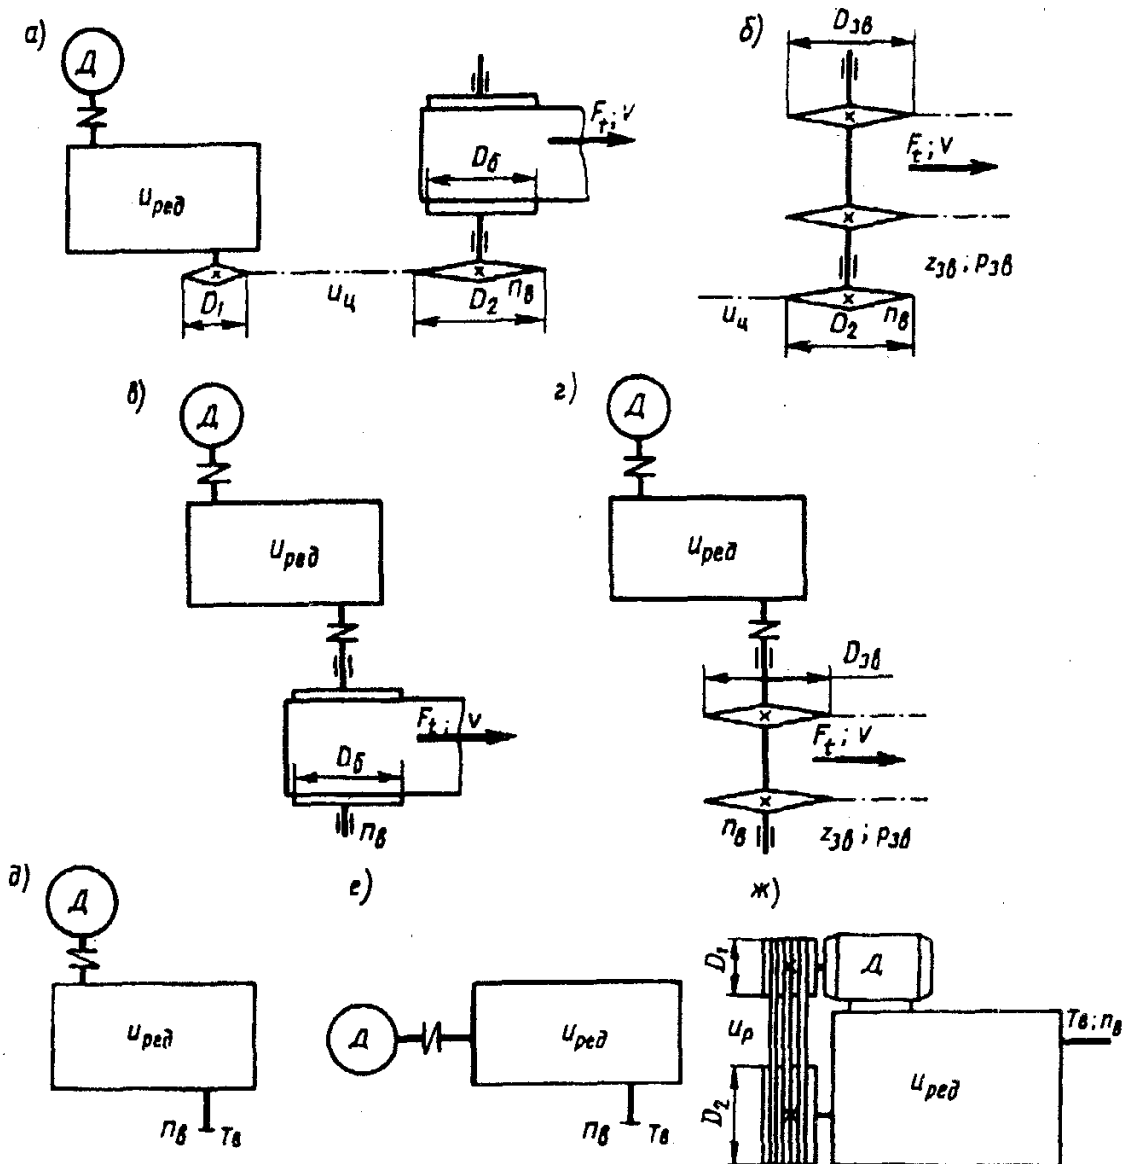 а)
Д
uред
D1
uц
Dб
Ft; v
D2
nв
б)
Dзв
Ft; v
zзв; pзв
uц
D2
nв
в)
Д
uред
Ft; v
Dб
nв
г)
Д
uред
Dзв
Ft; v
nв
zзв; pзв
д)
Д
uред
nв
Tв
е)
Д
uред
nв
Tв
ж)
D1
Д
uр
Tв; nв
uред
D2